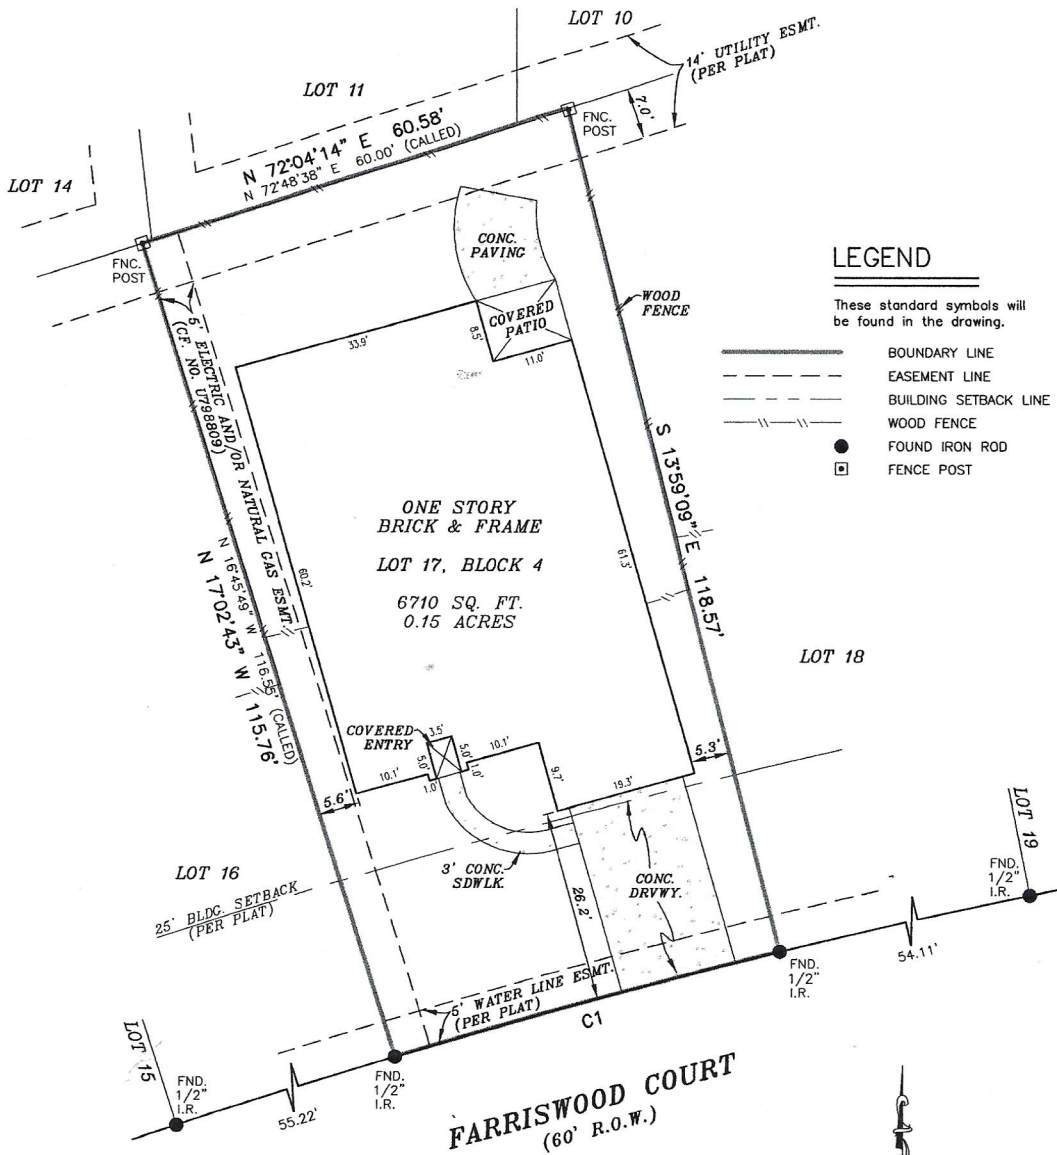 LOT 10
14' UTILITY ESMT.
(PER PLAT)
LOT 11
7.0'
FNC.
POST
N 72°04'14" E 60.58'
N 72°48'38" E 60.00' (CALLED)
LOT 14
FNC.
POST
CONC.
PAVING
COVERED
PATIO
8.5'
11.0'
33.9'
WOOD
FENCE
5' ELECTRIC AND/OR NATURAL GAS ESMT.
(CF. NO. U798809)
LEGEND
These standard symbols will
be found in the drawing.
BOUNDARY LINE
EASEMENT LINE
BUILDING SETBACK LINE
WOOD FENCE
FOUND IRON ROD
FENCE POST
S 13°59'09" E 118.57'
ONE STORY
BRICK & FRAME
LOT 17, BLOCK 4
6710 SQ. FT.
0.15 ACRES
60.2'
61.3'
N 16°45'49" W 116.55' (CALLED)
N 17°02'43" W 115.76'
LOT 18
COVERED
ENTRY
3.5'
5.0'
5.0'
1.0'
1.0'
10.1'
10.1'
9.7'
19.3'
5.3'
5.6'
LOT 16
25' BLDG. SETBACK
(PER PLAT)
3' CONC.
SDWLK.
26.2'
CONC.
DRVWY.
LOT 19
FND.
1/2"
I.R.
54.11'
FND.
1/2"
I.R.
5' WATER LINE ESMT.
(PER PLAT)
C1
LOT 15
FND.
1/2"
I.R.
55.22'
FND.
1/2"
I.R.
FARRISWOOD COURT
(60' R.O.W.)